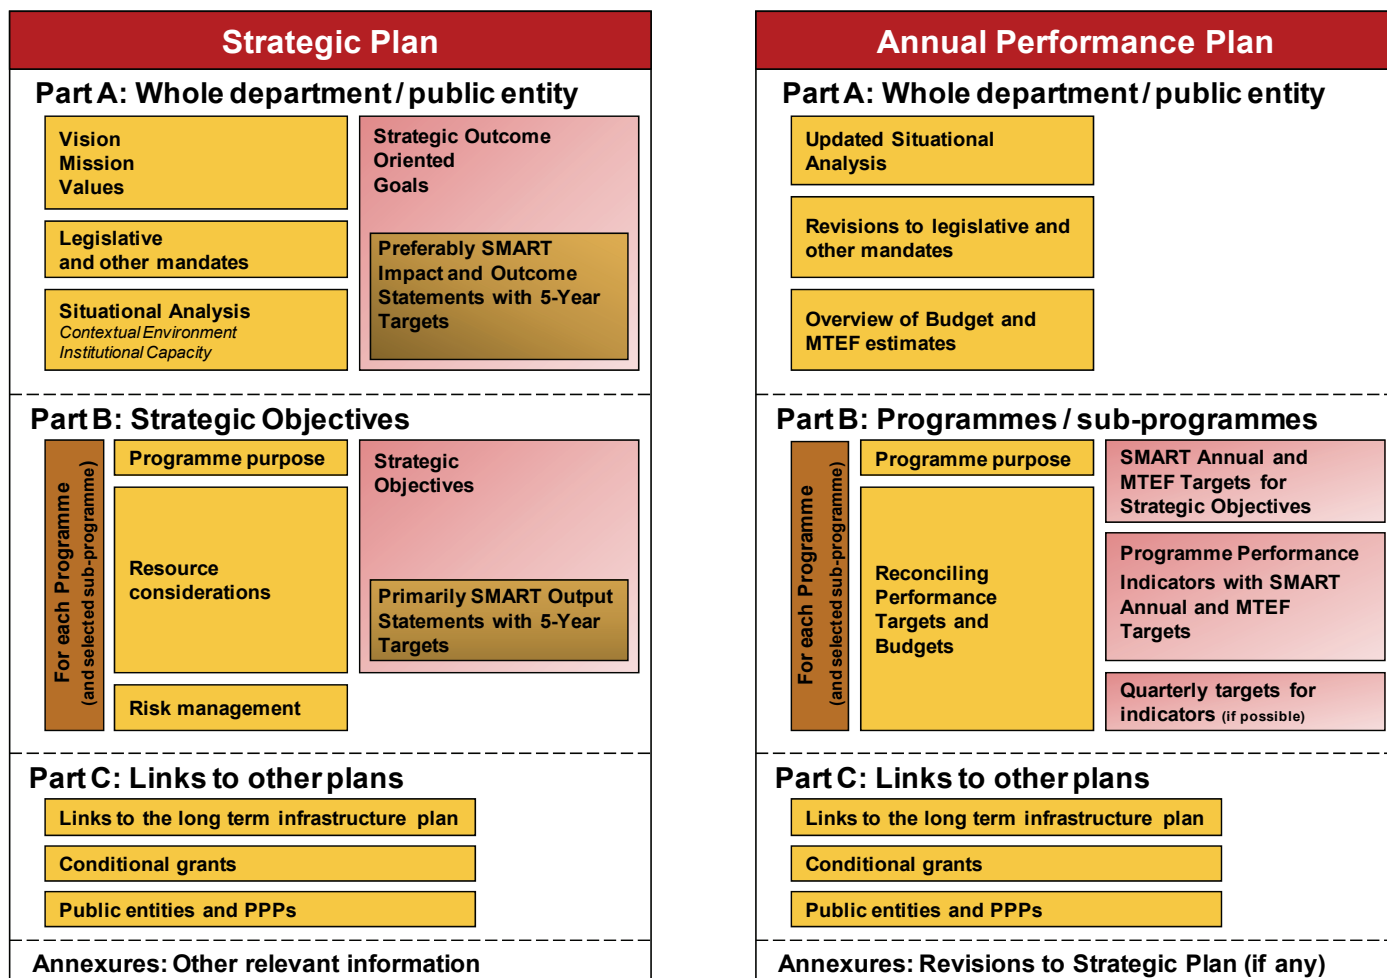 Strategic Plan
Part A: Whole department / public entity
Vision
Mission
Values
Legislative
and other mandates
Situational Analysis
Contextual Environment
Institutional Capacity
Strategic Outcome
Oriented
Goals
Preferably SMART
Impact and Outcome
Statements with 5-Year
Targets
Part B: Strategic Objectives
For each Programme
(and selected sub-programme)
Programme purpose
Resource
considerations
Risk management
Strategic
Objectives
Primarily SMART Output
Statements with 5-Year
Targets
Part C: Links to other plans
Links to the long term infrastructure plan
Conditional grants
Public entities and PPPs
Annexures: Other relevant information
Annual Performance Plan
Part A: Whole department / public entity
Updated Situational
Analysis
Revisions to legislative and
other mandates
Overview of Budget and
MTEF estimates
Part B: Programmes / sub-programmes
For each Programme
(and selected sub-programme)
Programme purpose
Reconciling
Performance
Targets and
Budgets
SMART Annual and
MTEF Targets for
Strategic Objectives
Programme Performance
Indicators with SMART
Annual and MTEF
Targets
Quarterly targets for
indicators (if possible)
Part C: Links to other plans
Links to the long term infrastructure plan
Conditional grants
Public entities and PPPs
Annexures: Revisions to Strategic Plan (if any)